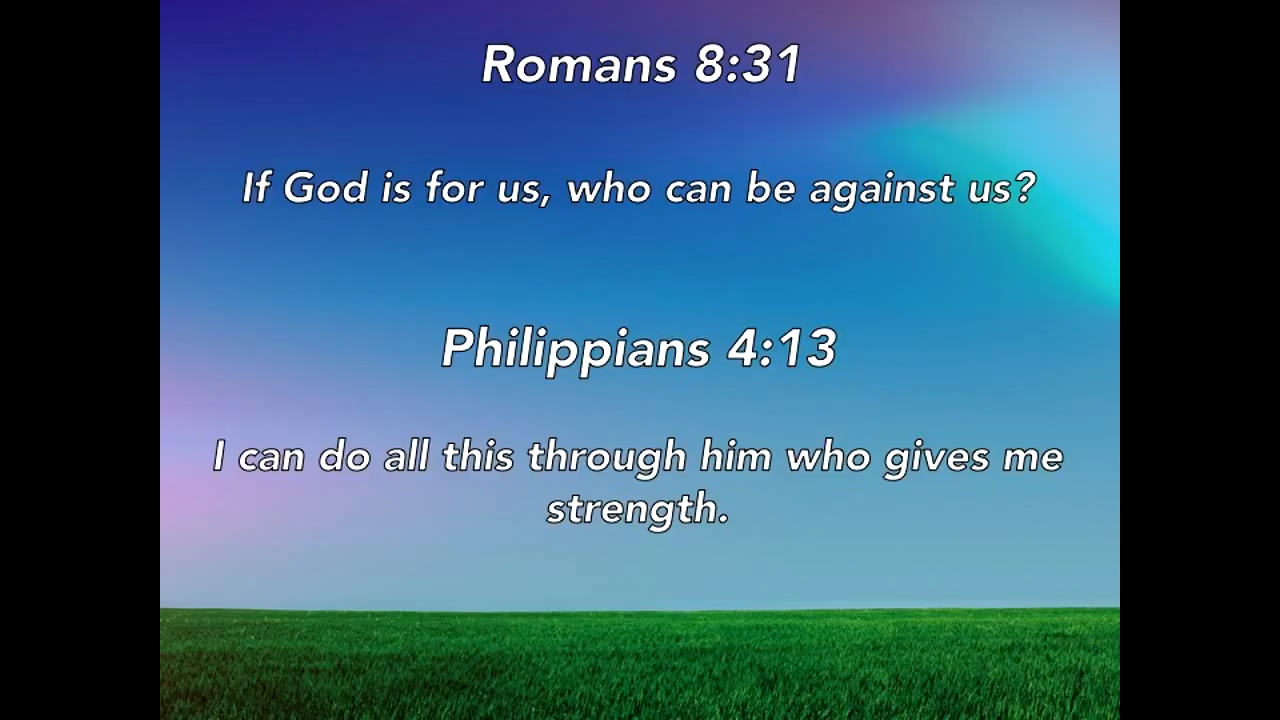 Romans 8:31
If God is for us, who can be against us?
Philippians 4:13
I can do all this through him who gives me
strength.